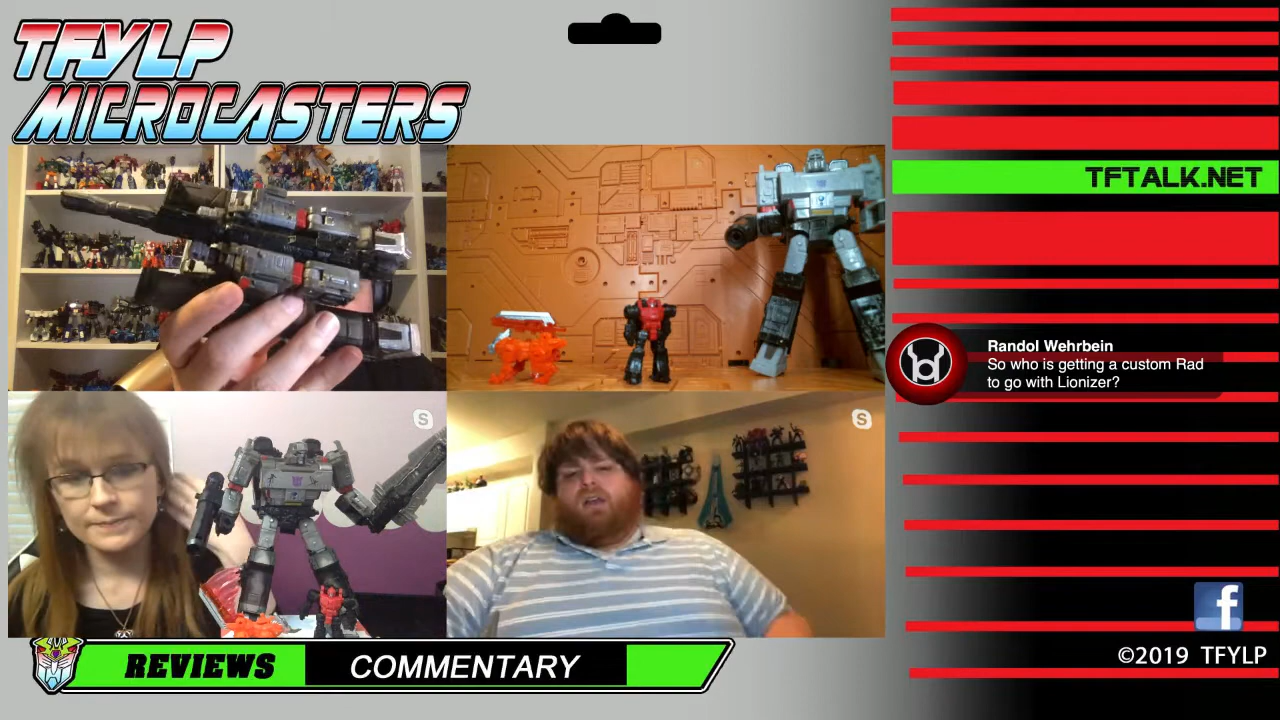 TFYLP
MICROCASTERS
TFTALK.NET
Randol Wehrbein
So who is getting a custom Rad
to go with Lionizer?
S
S
f
©2019 TFYLP
REVIEWS
COMMENTARY